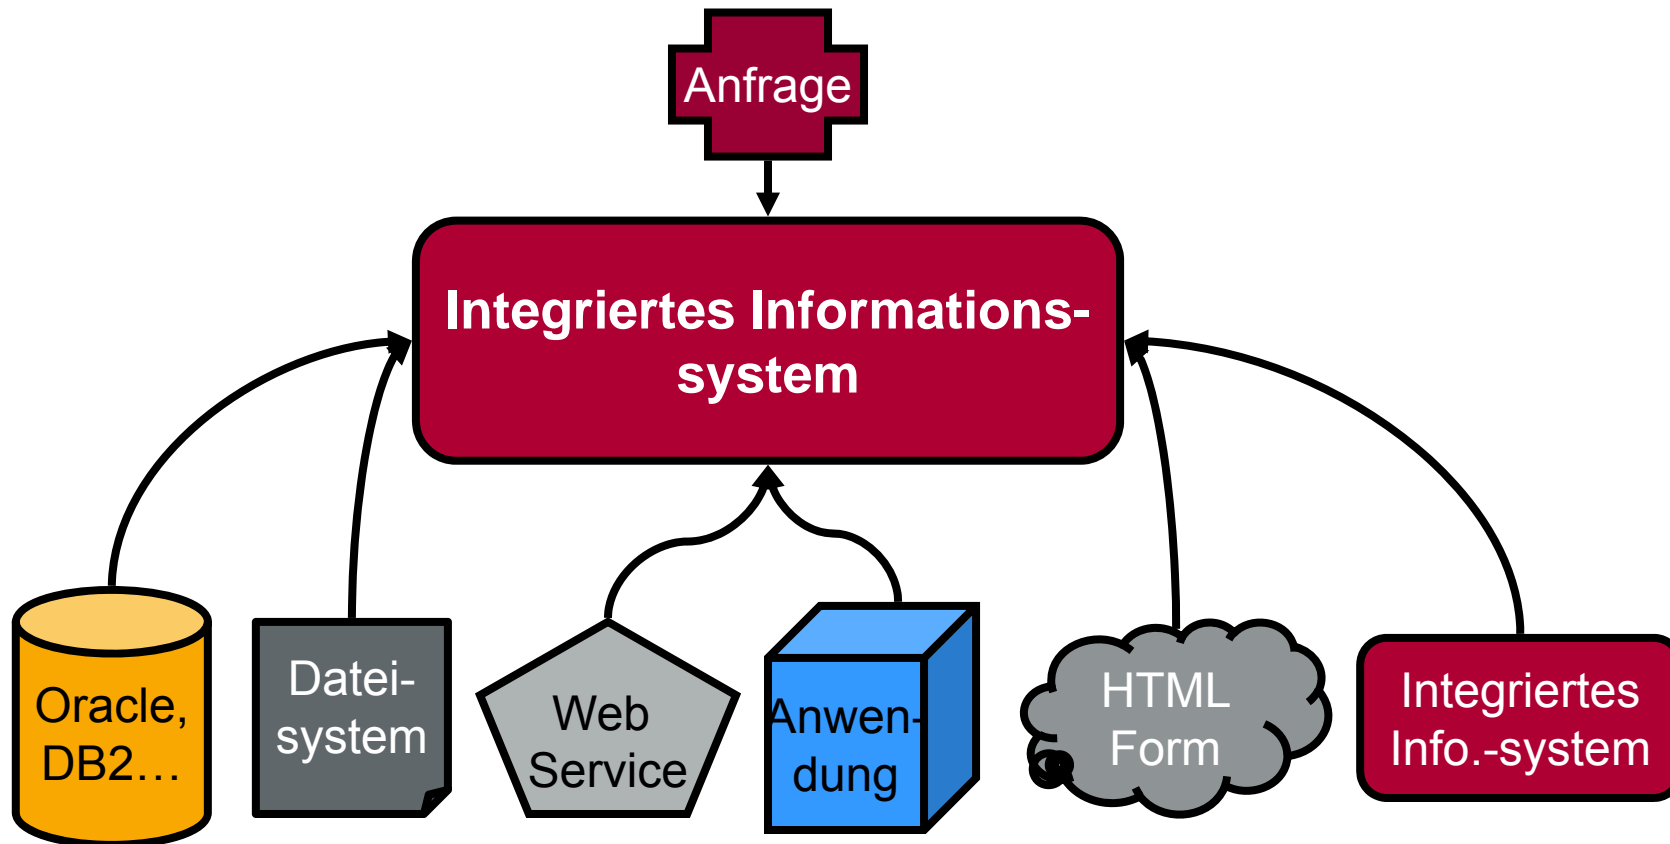 Anfrage
Integriertes Informations-
system
Oracle,
DB2…
Datei-
system
Web
Service
Anwen-
dung
HTML
Form
Integriertes
Info.-system